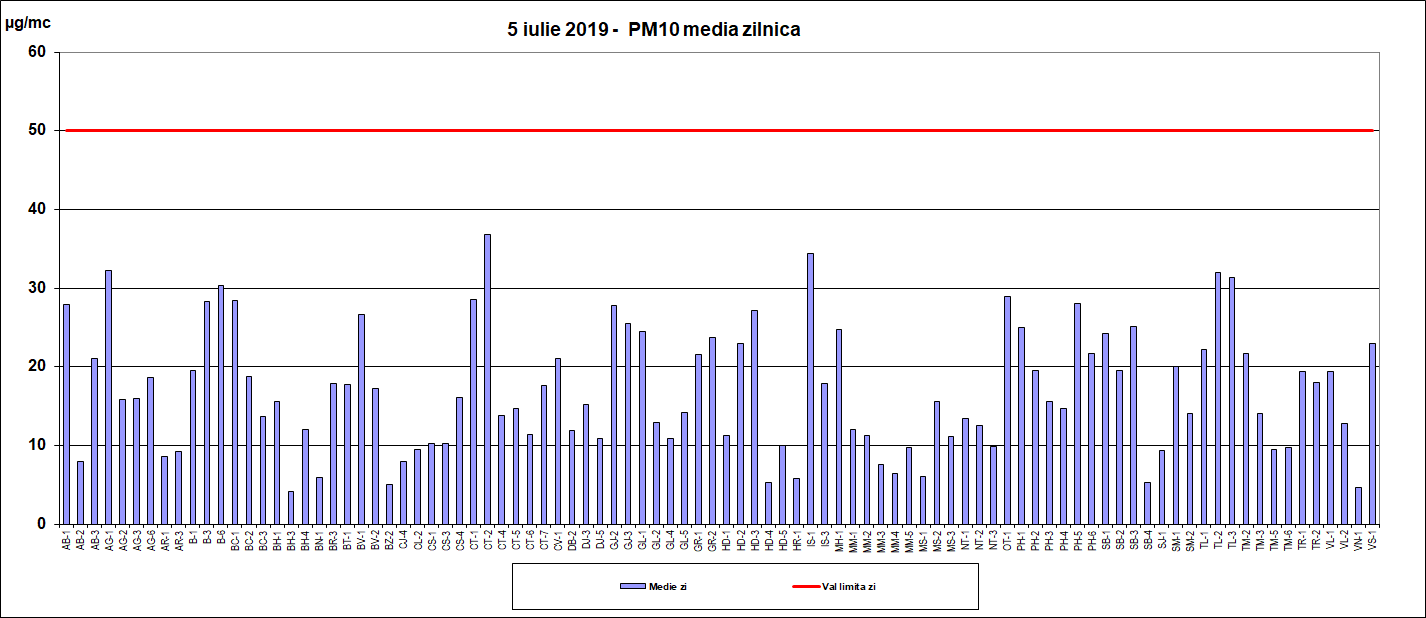 µg/mc
5 iulie 2019 - PM10 media zilnica
60
50
40
30
20
10
0
AB-1 AB-2 AB-3 AG-1 AG-2 AG-3 AG-6 AR-1 AR-3 B-1 B-3 B-6 BC-1 BC-2 BC-3 BH-1 BH-3 BH-4 BN-1 BR-3 BT-1 BV-1 BV-2 BZ-2 CJ-4 CL-2 CS-1 CS-3 CS-4 CT-1 CT-2 CT-4 CT-5 CT-6 CT-7 CV-1 DB-2 DJ-3 DJ-5 GJ-2 GJ-3 GL-1 GL-2 GL-4 GL-5 GR-1 GR-2 HD-1 HD-2 HD-3 HD-4 HD-5 HR-1 IS-1 IS-3 MH-1 MM-1 MM-2 MM-3 MM-4 MM-5 MS-1 MS-2 MS-3 NT-1 NT-2 NT-3 OT-1 PH-1 PH-2 PH-3 PH-4 PH-5 PH-6 SB-1 SB-2 SB-3 SB-4 SJ-1 SM-1 SM-2 TL-1 TL-2 TL-3 TM-2 TM-3 TM-5 TM-6 TR-1 TR-2 VL-1 VL-2 VN-1 VS-1
Medie zi Val limita zi